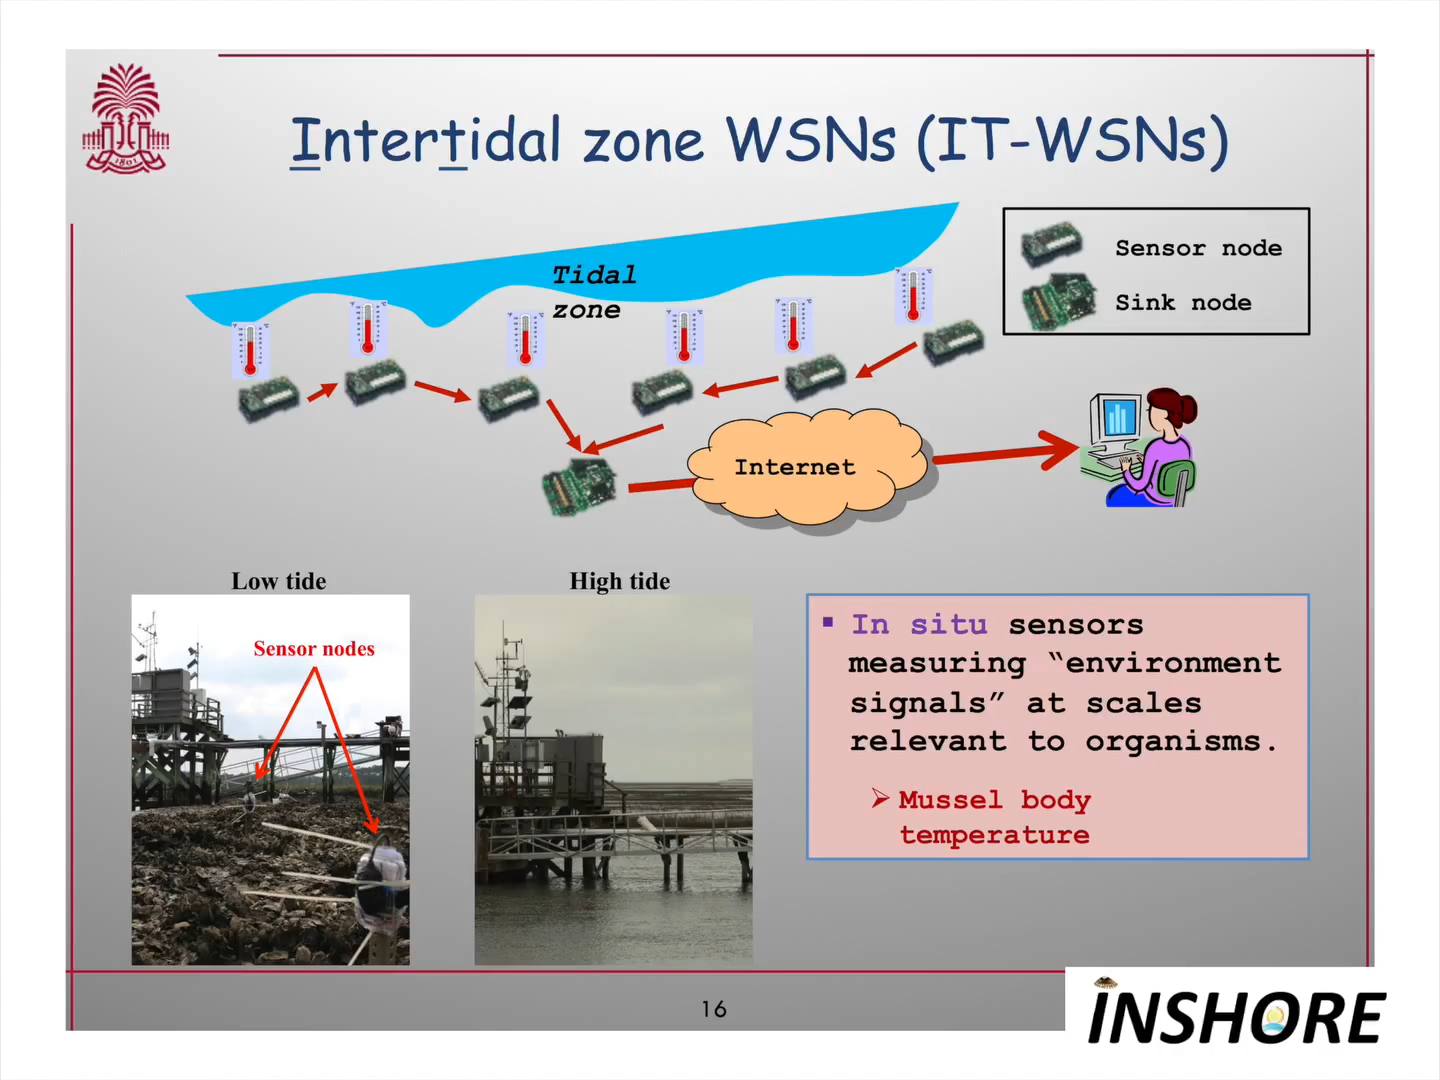 Intertidal zone WSNs (IT-WSNs)
1801
Tidal
zone
Sensor node
Sink node
Internet
Low tide
High tide
Sensor nodes
▪ In situ sensors
measuring “environment
signals” at scales
relevant to organisms.
➢ Mussel body
temperature
16
INSHORE